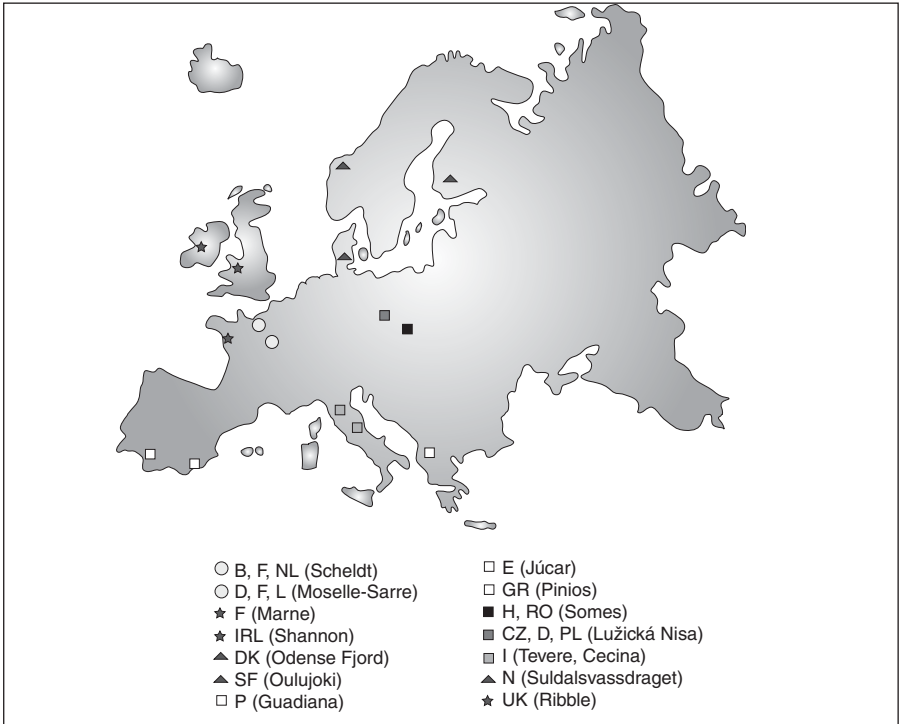 B, F, NL (Scheldt)
D, F, L (Moselle-Sarre)
F (Marne)
IRL (Shannon)
DK (Odense Fjord)
SF (Oulujoki)
P (Guadiana)
E (Júcar)
GR (Pinios)
H, RO (Somes)
CZ, D, PL (Lužická Nisa)
I (Tevere, Cecina)
N (Suldalsvassdraget)
UK (Ribble)